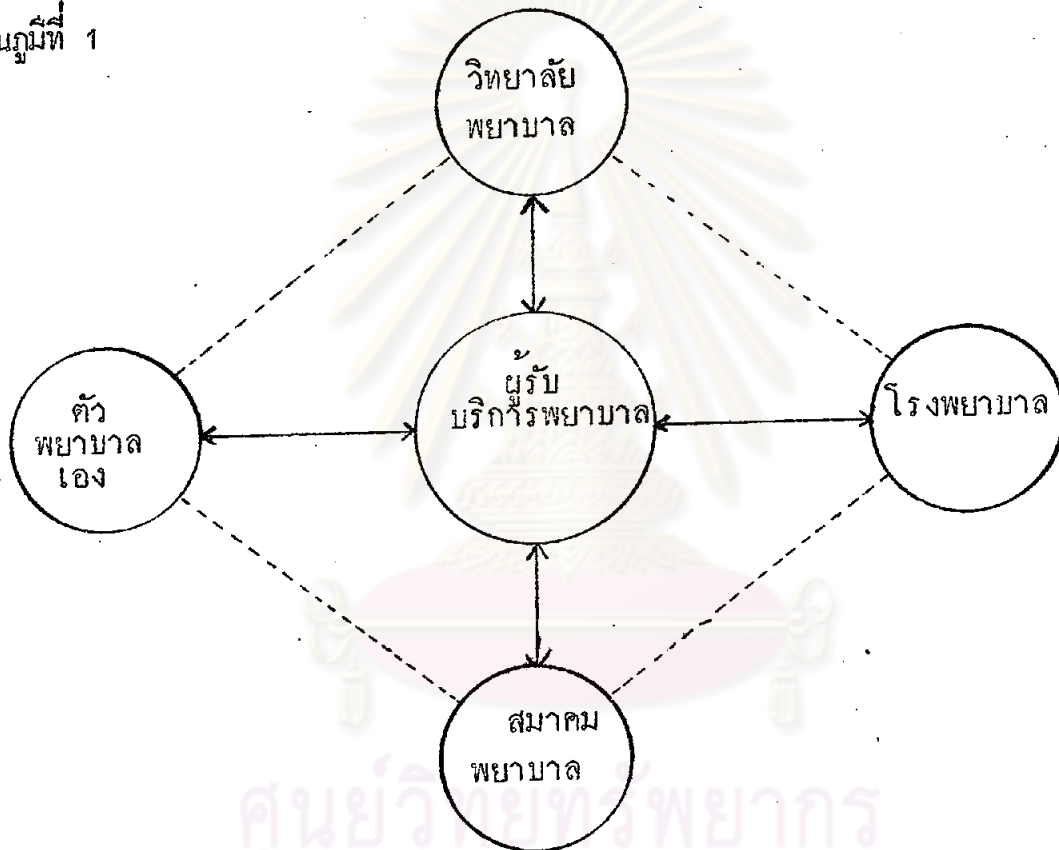 นภูมิที่ 1
วิทยาลัย
พยาบาล
ผู้รับ
บริการพยาบาล
ตัว
พยาบาล
เอง
โรงพยาบาล
สมาคม
พยาบาล
ศูนย์วิทยทรัพยากร